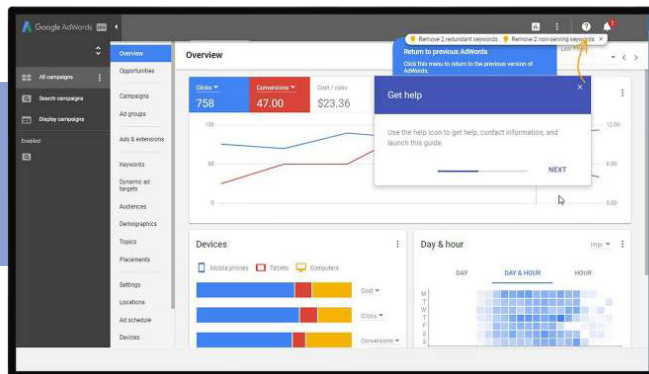 Google AdWords
Remove 2 redundant keywords
Remove 2 non-serving keywords ×
Overview
Overview
Return to previous AdWords
Click this menu to return to the previous version of AdWords.
Opportunities
All campaigns
Search campaigns
Display campaigns
Enabled
Campaigns
Ad groups
Ads & extensions
Keywords
Dynamic ad
targets
Audiences
Demographics
Topics
Placements
Settings
Locations
Ad schedule
Devices
Clicks
758
Conversions
47.00
Cost / conv.
$23.36
Get help
×
Use the help icon to get help, contact information, and
launch this guide.
NEXT
0
12.00
6.00
0.00
Devices
Mobile phones
Tablets
Computers
Cost
Clicks
Conversions
Day & hour
Impr.
DAY
DAY & HOUR
HOUR
M
T
W
T
F
S
S